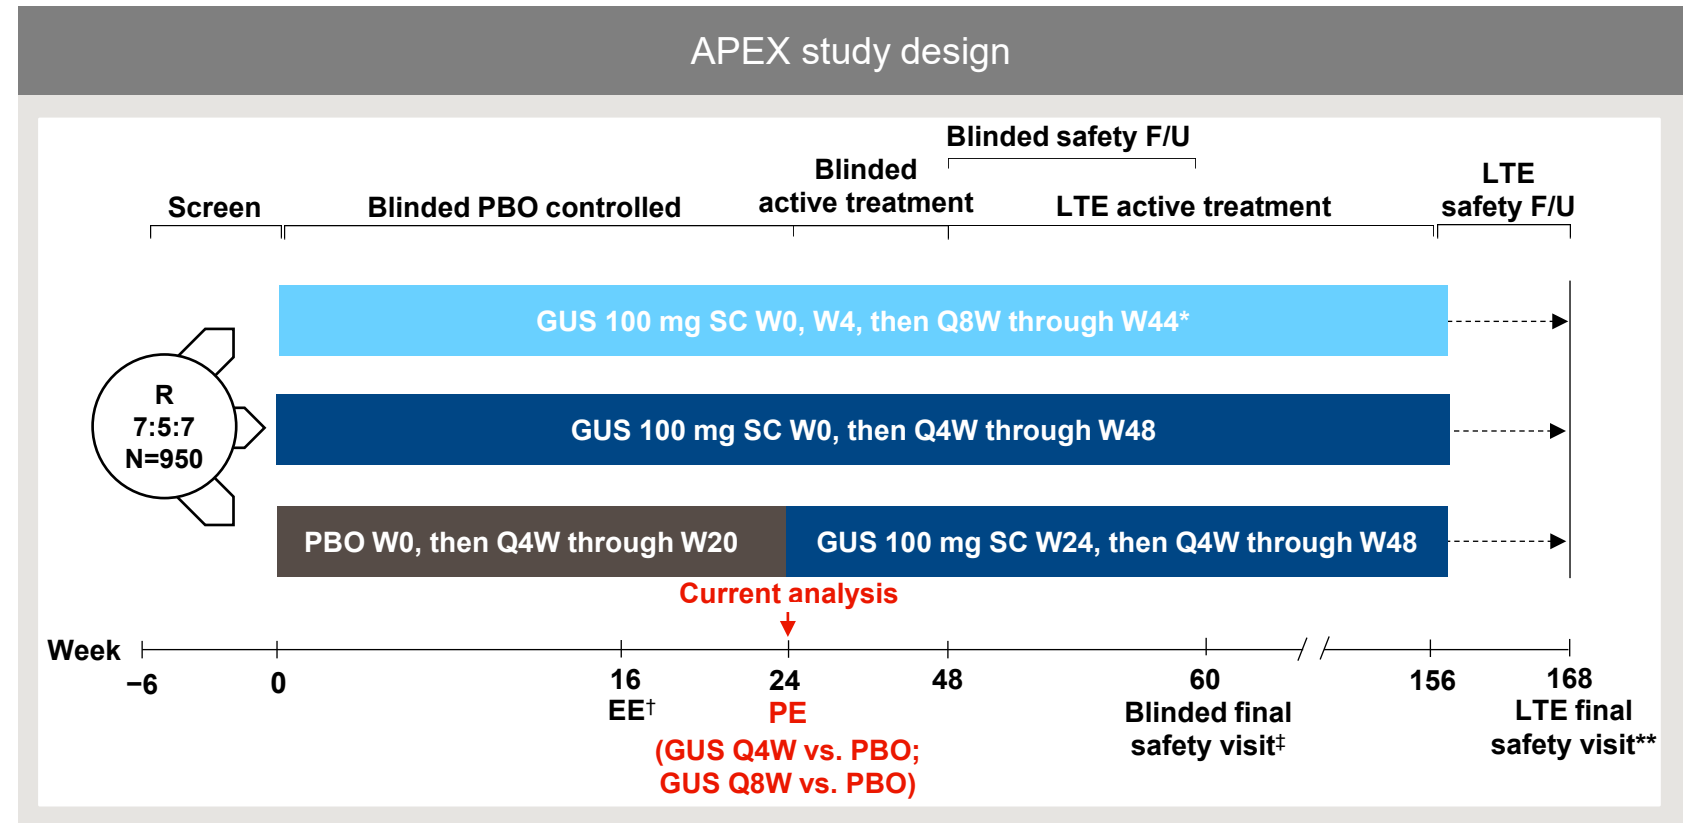 APEX study design
Blinded safety F/U
Blinded
active treatment
LTE
safety F/U
Screen
Blinded PBO controlled
LTE active treatment
GUS 100 mg SC W0, W4, then Q8W through W44*
R
7:5:7
N=950
GUS 100 mg SC W0, then Q4W through W48
PBO W0, then Q4W through W20
GUS 100 mg SC W24, then Q4W through W48
Current analysis
Week
−6
0
16
24
48
60
156
168
EE†
PE
(GUS Q4W vs. PBO;
GUS Q8W vs. PBO)
Blinded final
safety visit‡
LTE final
safety visit**